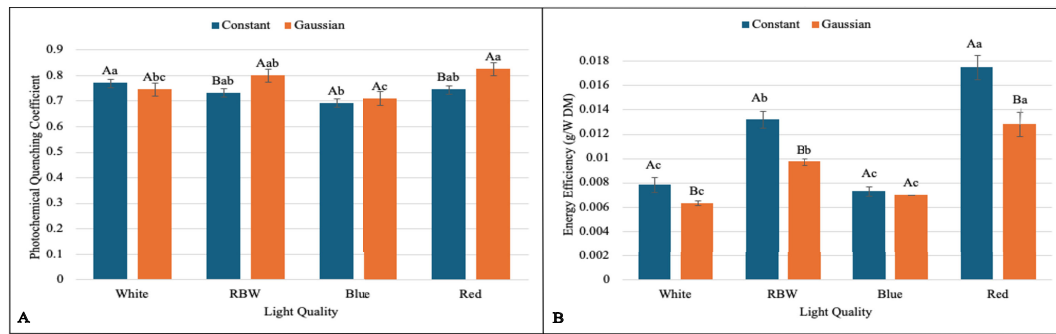 Constant Gaussian
Photochemical Quenching Coefficient
0.9
0.8
0.7
0.6
0.5
0.4
0.3
0.2
0.1
0
Aa Abc Bab Aab Ab Ac Bab Aa
White RBW Blue Red
Light Quality
A
Constant Gaussian
Energy Efficiency (g/W DM)
0.018
0.016
0.014
0.012
0.01
0.008
0.006
0.004
0.002
0
Ac Bc Ab Bb Ac Ac Aa Ba
White RBW Blue Red
Light Quality
B